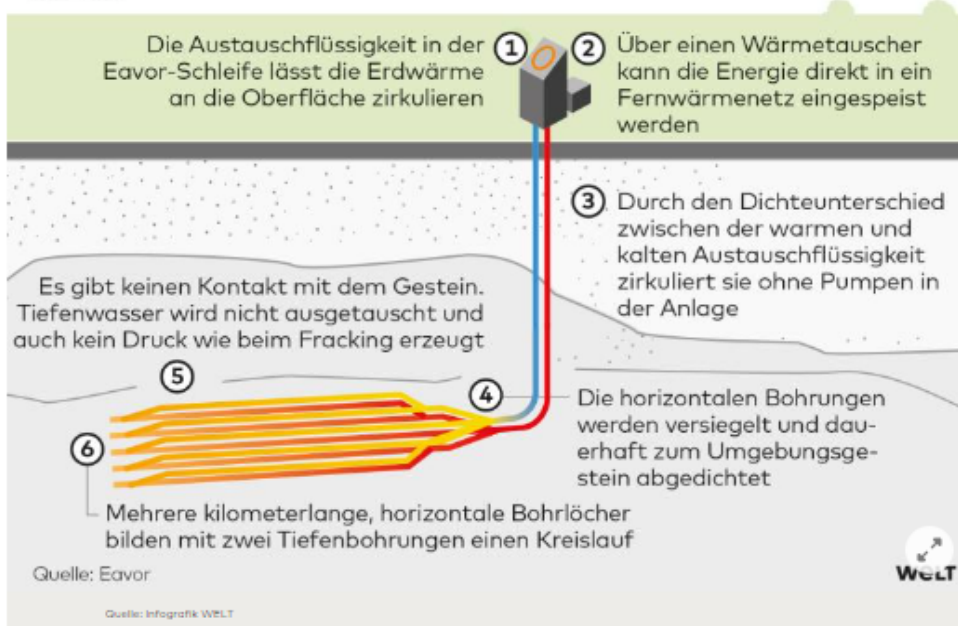 Die Austauschflüssigkeit in der
Eavor-Schleife lässt die Erdwärme
an die Oberfläche zirkulieren
1
2
Über einen Wärmetauscher
kann die Energie direkt in ein
Fernwärmenetz eingespeist
werden
3
Durch den Dichteunterschied
zwischen der warmen und
kalten Austauschflüssigkeit
zirkuliert sie ohne Pumpen in
der Anlage
Es gibt keinen Kontakt mit dem Gestein.
Tiefenwasser wird nicht ausgetauscht und
auch kein Druck wie beim Fracking erzeugt
5
4
Die horizontalen Bohrungen
werden versiegelt und dau-
erhaft zum Umgebungsge-
stein abgedichtet
6
Mehrere kilometerlange, horizontale Bohrlöcher
bilden mit zwei Tiefenbohrungen einen Kreislauf
Quelle: Eavor
WELT
Quelle: Infografik WELT